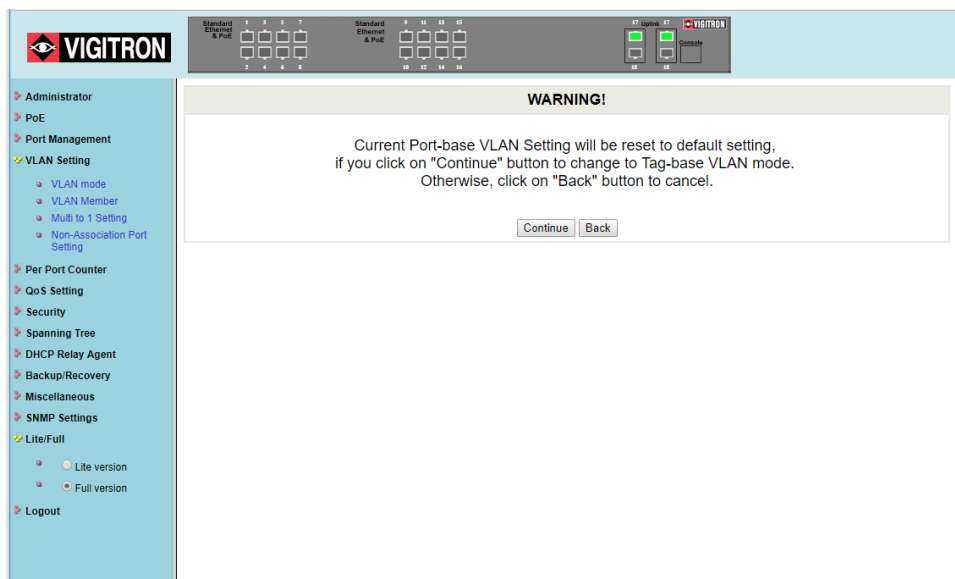 VIGITRON
Standard Ethernet & PoE
1 3 5 7
2 4 6 8
Standard Ethernet & PoE
9 11 13 15
10 12 14 16
17 Uplink 17
VIGITRON
Console
18 18
Administrator
PoE
Port Management
VLAN Setting
VLAN mode
VLAN Member
Multi to 1 Setting
Non-Association Port
Setting
Per Port Counter
QoS Setting
Security
Spanning Tree
DHCP Relay Agent
Backup/Recovery
Miscellaneous
SNMP Settings
Lite/Full
Lite version
Full version
Logout
WARNING!
Current Port-base VLAN Setting will be reset to default setting,
if you click on "Continue" button to change to Tag-base VLAN mode.
Otherwise, click on "Back" button to cancel.
Continue Back